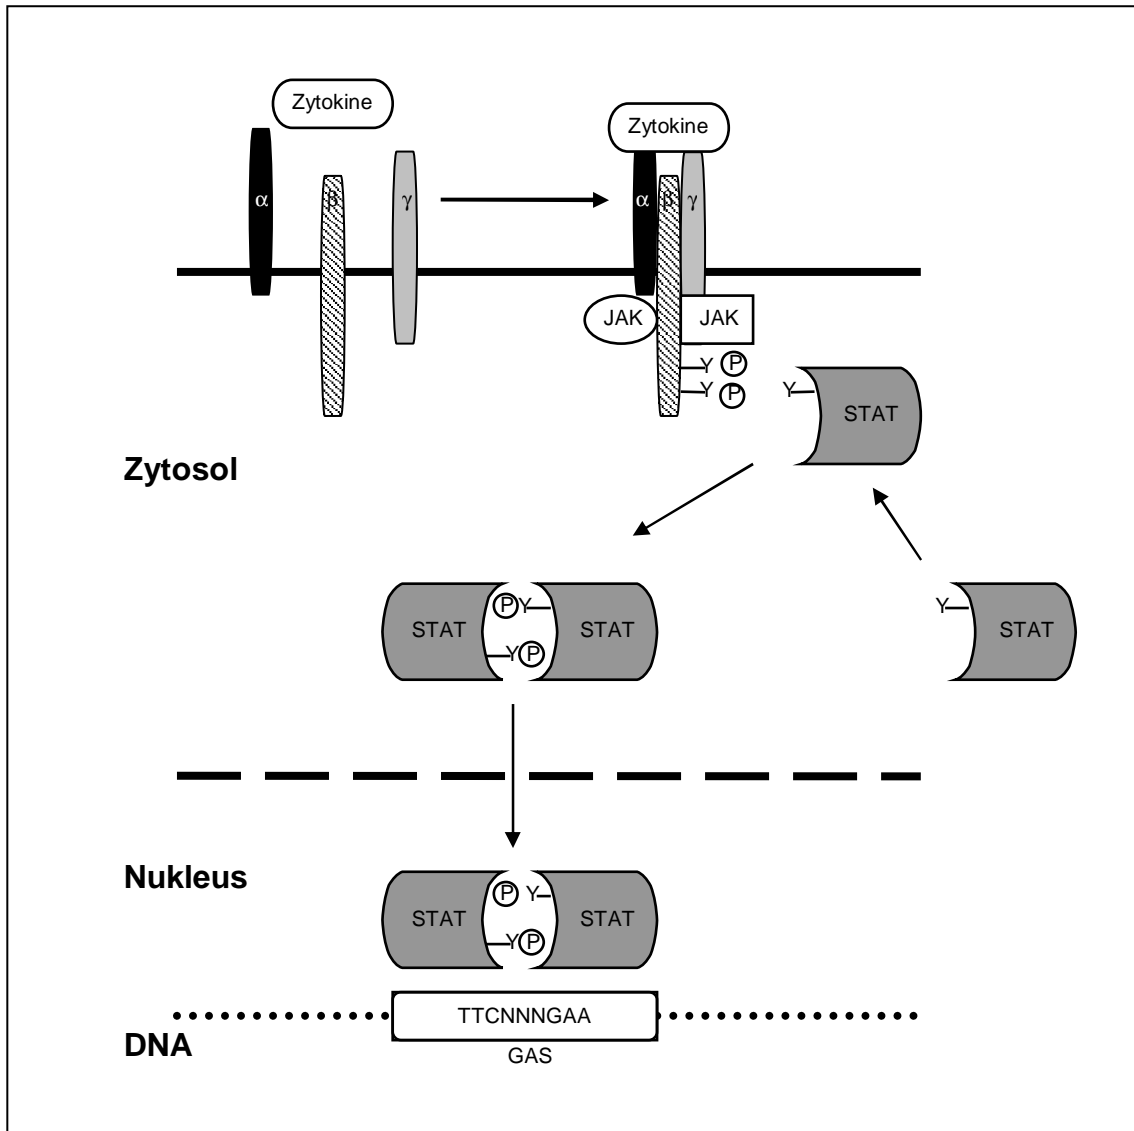 Zytokine
Zytokine
α
β
γ
α
β
γ
JAK
JAK
Y P
Y P
Y
STAT
Zytosol
STAT
P Y
Y P
STAT
Y
STAT
Nukleus
STAT
P Y
Y P
STAT
TTCNNNGAA
DNA
GAS